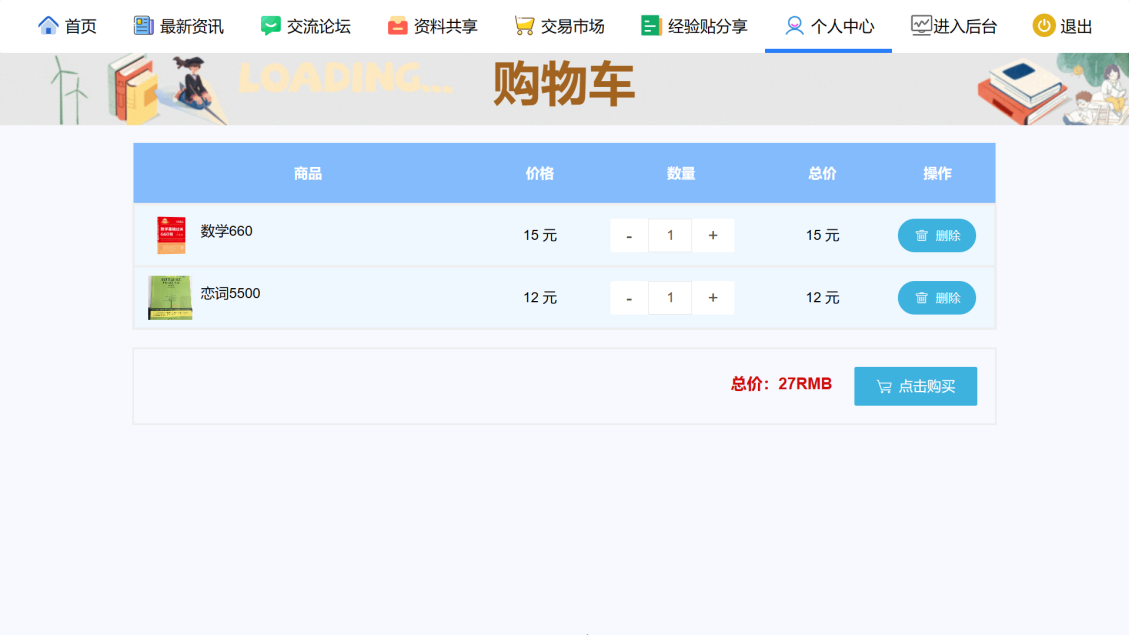 首页 最新资讯 交流论坛 资料共享 交易市场 经验贴分享 个人中心 进入后台 退出
LOADING...
购物车
商品 价格 数量 总价 操作
数学660 15 元 - 1 + 15 元 删除
恋词5500 12 元 - 1 + 12 元 删除
总价：27RMB 点击购买